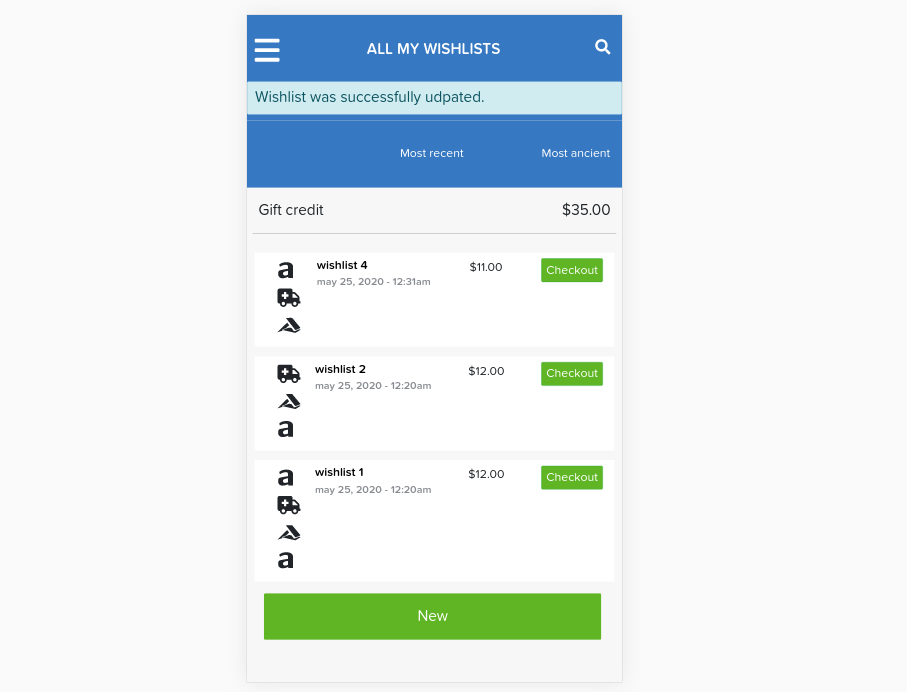 ALL MY WISHLISTS
Wishlist was successfully udpated.
Most recent Most ancient
Gift credit $35.00
wishlist 4 $11.00 Checkout
may 25, 2020 - 12:31am
wishlist 2 $12.00 Checkout
may 25, 2020 - 12:20am
wishlist 1 $12.00 Checkout
may 25, 2020 - 12:20am
New